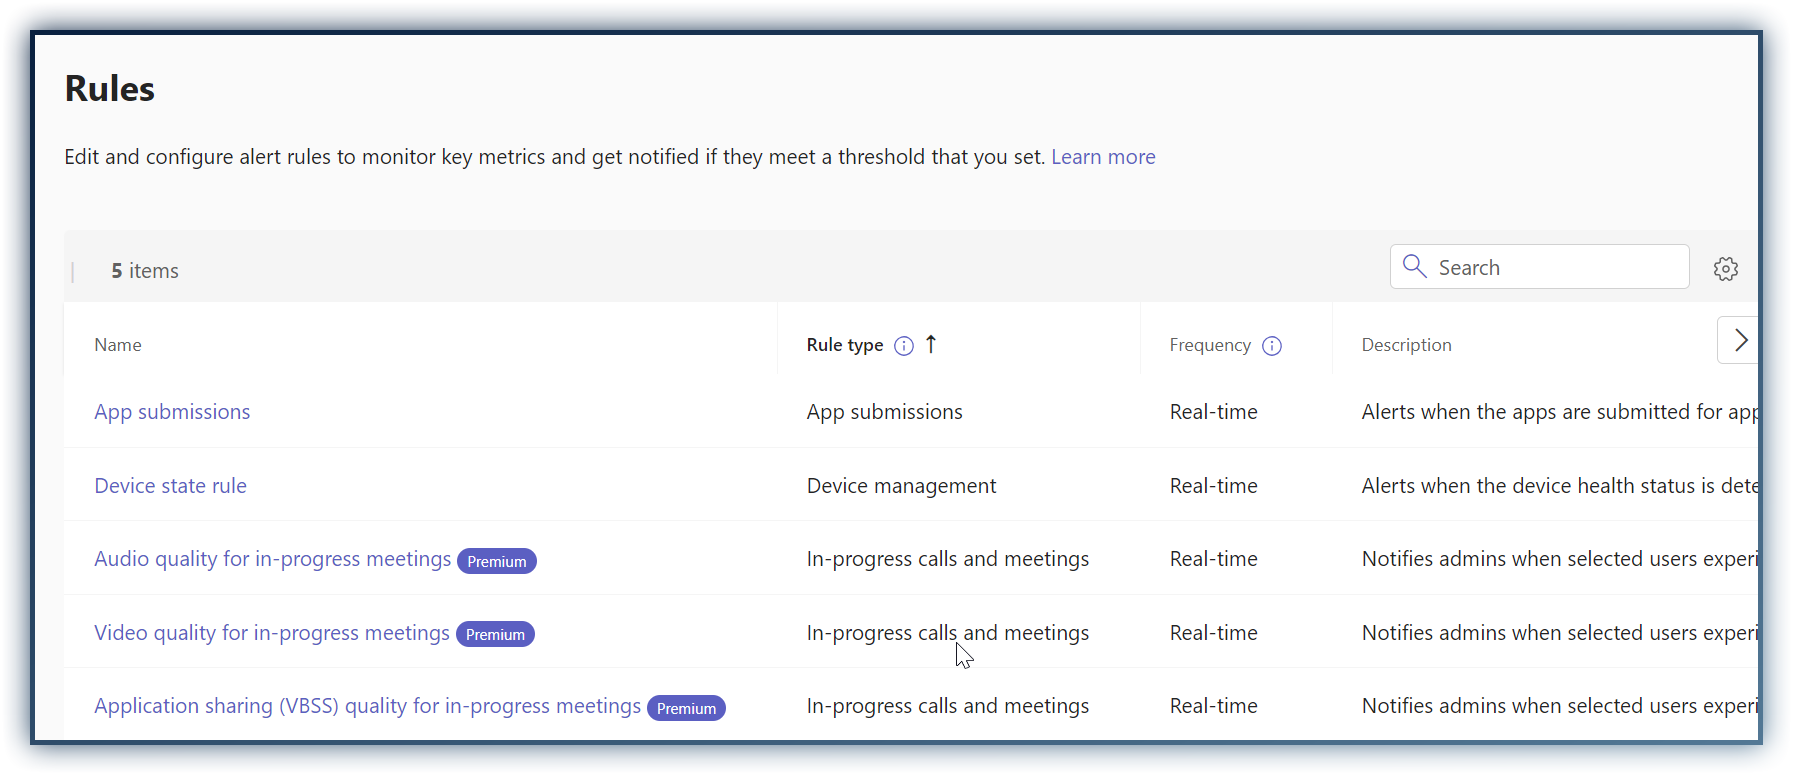 Rules
Edit and configure alert rules to monitor key metrics and get notified if they meet a threshold that you set. Learn more
5 items
Search
Name Rule type Frequency Description
App submissions App submissions Real-time Alerts when the apps are submitted for app
Device state rule Device management Real-time Alerts when the device health status is dete
Audio quality for in-progress meetings Premium In-progress calls and meetings Real-time Notifies admins when selected users experi
Video quality for in-progress meetings Premium In-progress calls and meetings Real-time Notifies admins when selected users experi
Application sharing (VBSS) quality for in-progress meetings Premium In-progress calls and meetings Real-time Notifies admins when selected users experi